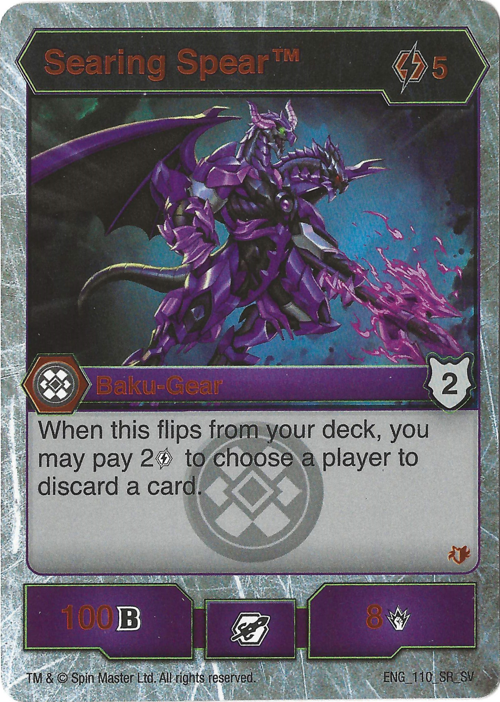 Searing Spear™
5
Baku-Gear
2
When this flips from your deck, you
may pay 2 to choose a player to
discard a card.
100 B
8
TM & © Spin Master Ltd. All rights reserved.
ENG_110_SR_SV